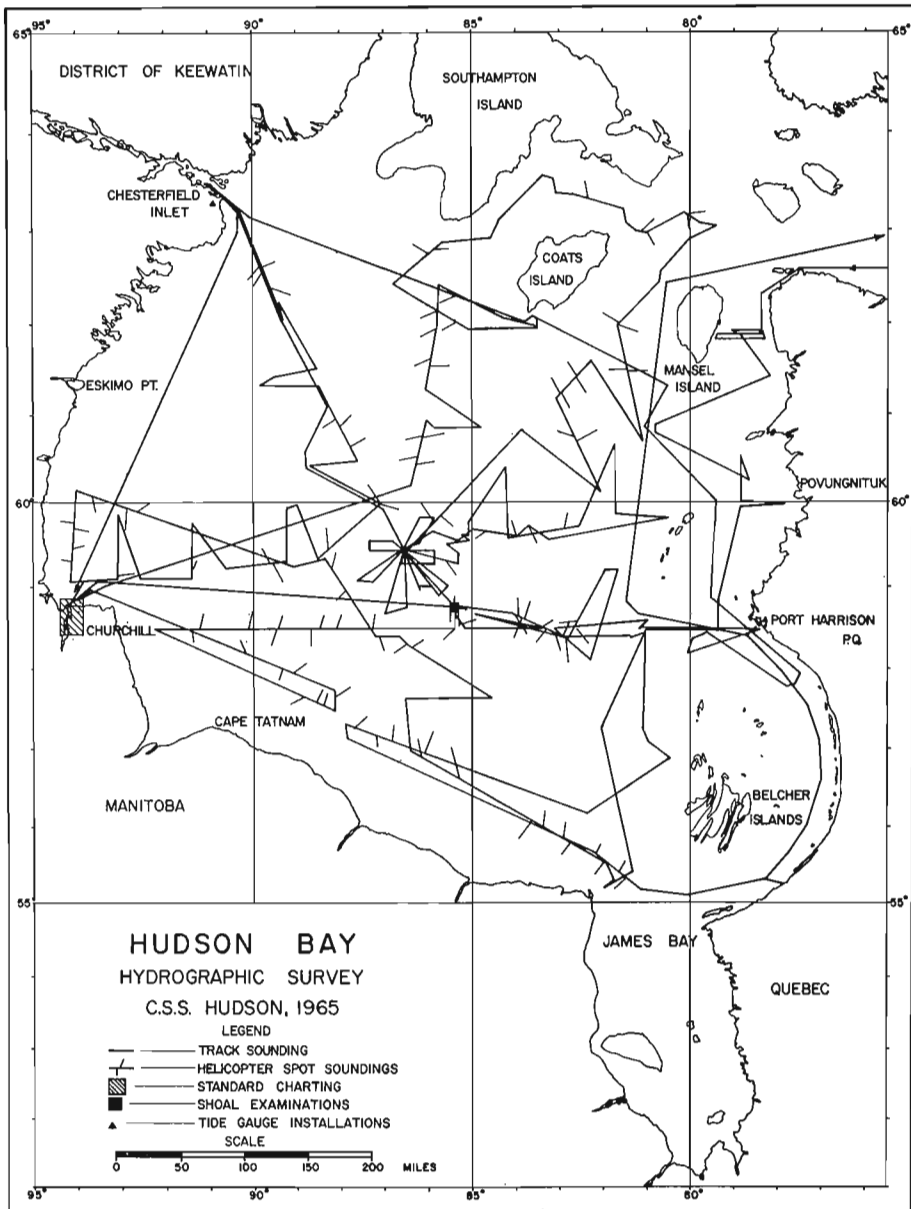 95°
90°
85°
80°
65°
65°
DISTRICT OF KEEWATIN
SOUTHAMPTON
ISLAND
CHESTERFIELD
INLET
COATS
ISLAND
ESKIMO PT.
MANSEL
ISLAND
60°
60°
POVUNGNITUK
CHURCHILL
PORT HARRISON
P.Q.
CAPE TATNAM
MANITOBA
BELCHER
ISLANDS
55°
55°
JAMES BAY
QUEBEC
HUDSON BAY
HYDROGRAPHIC SURVEY
C.S.S. HUDSON, 1965
LEGEND
TRACK SOUNDING
HELICOPTER SPOT SOUNDINGS
STANDARD CHARTING
SHOAL EXAMINATIONS
TIDE GAUGE INSTALLATIONS
SCALE
0 50 100 150 200 MILES
95°
90°
85°
80°